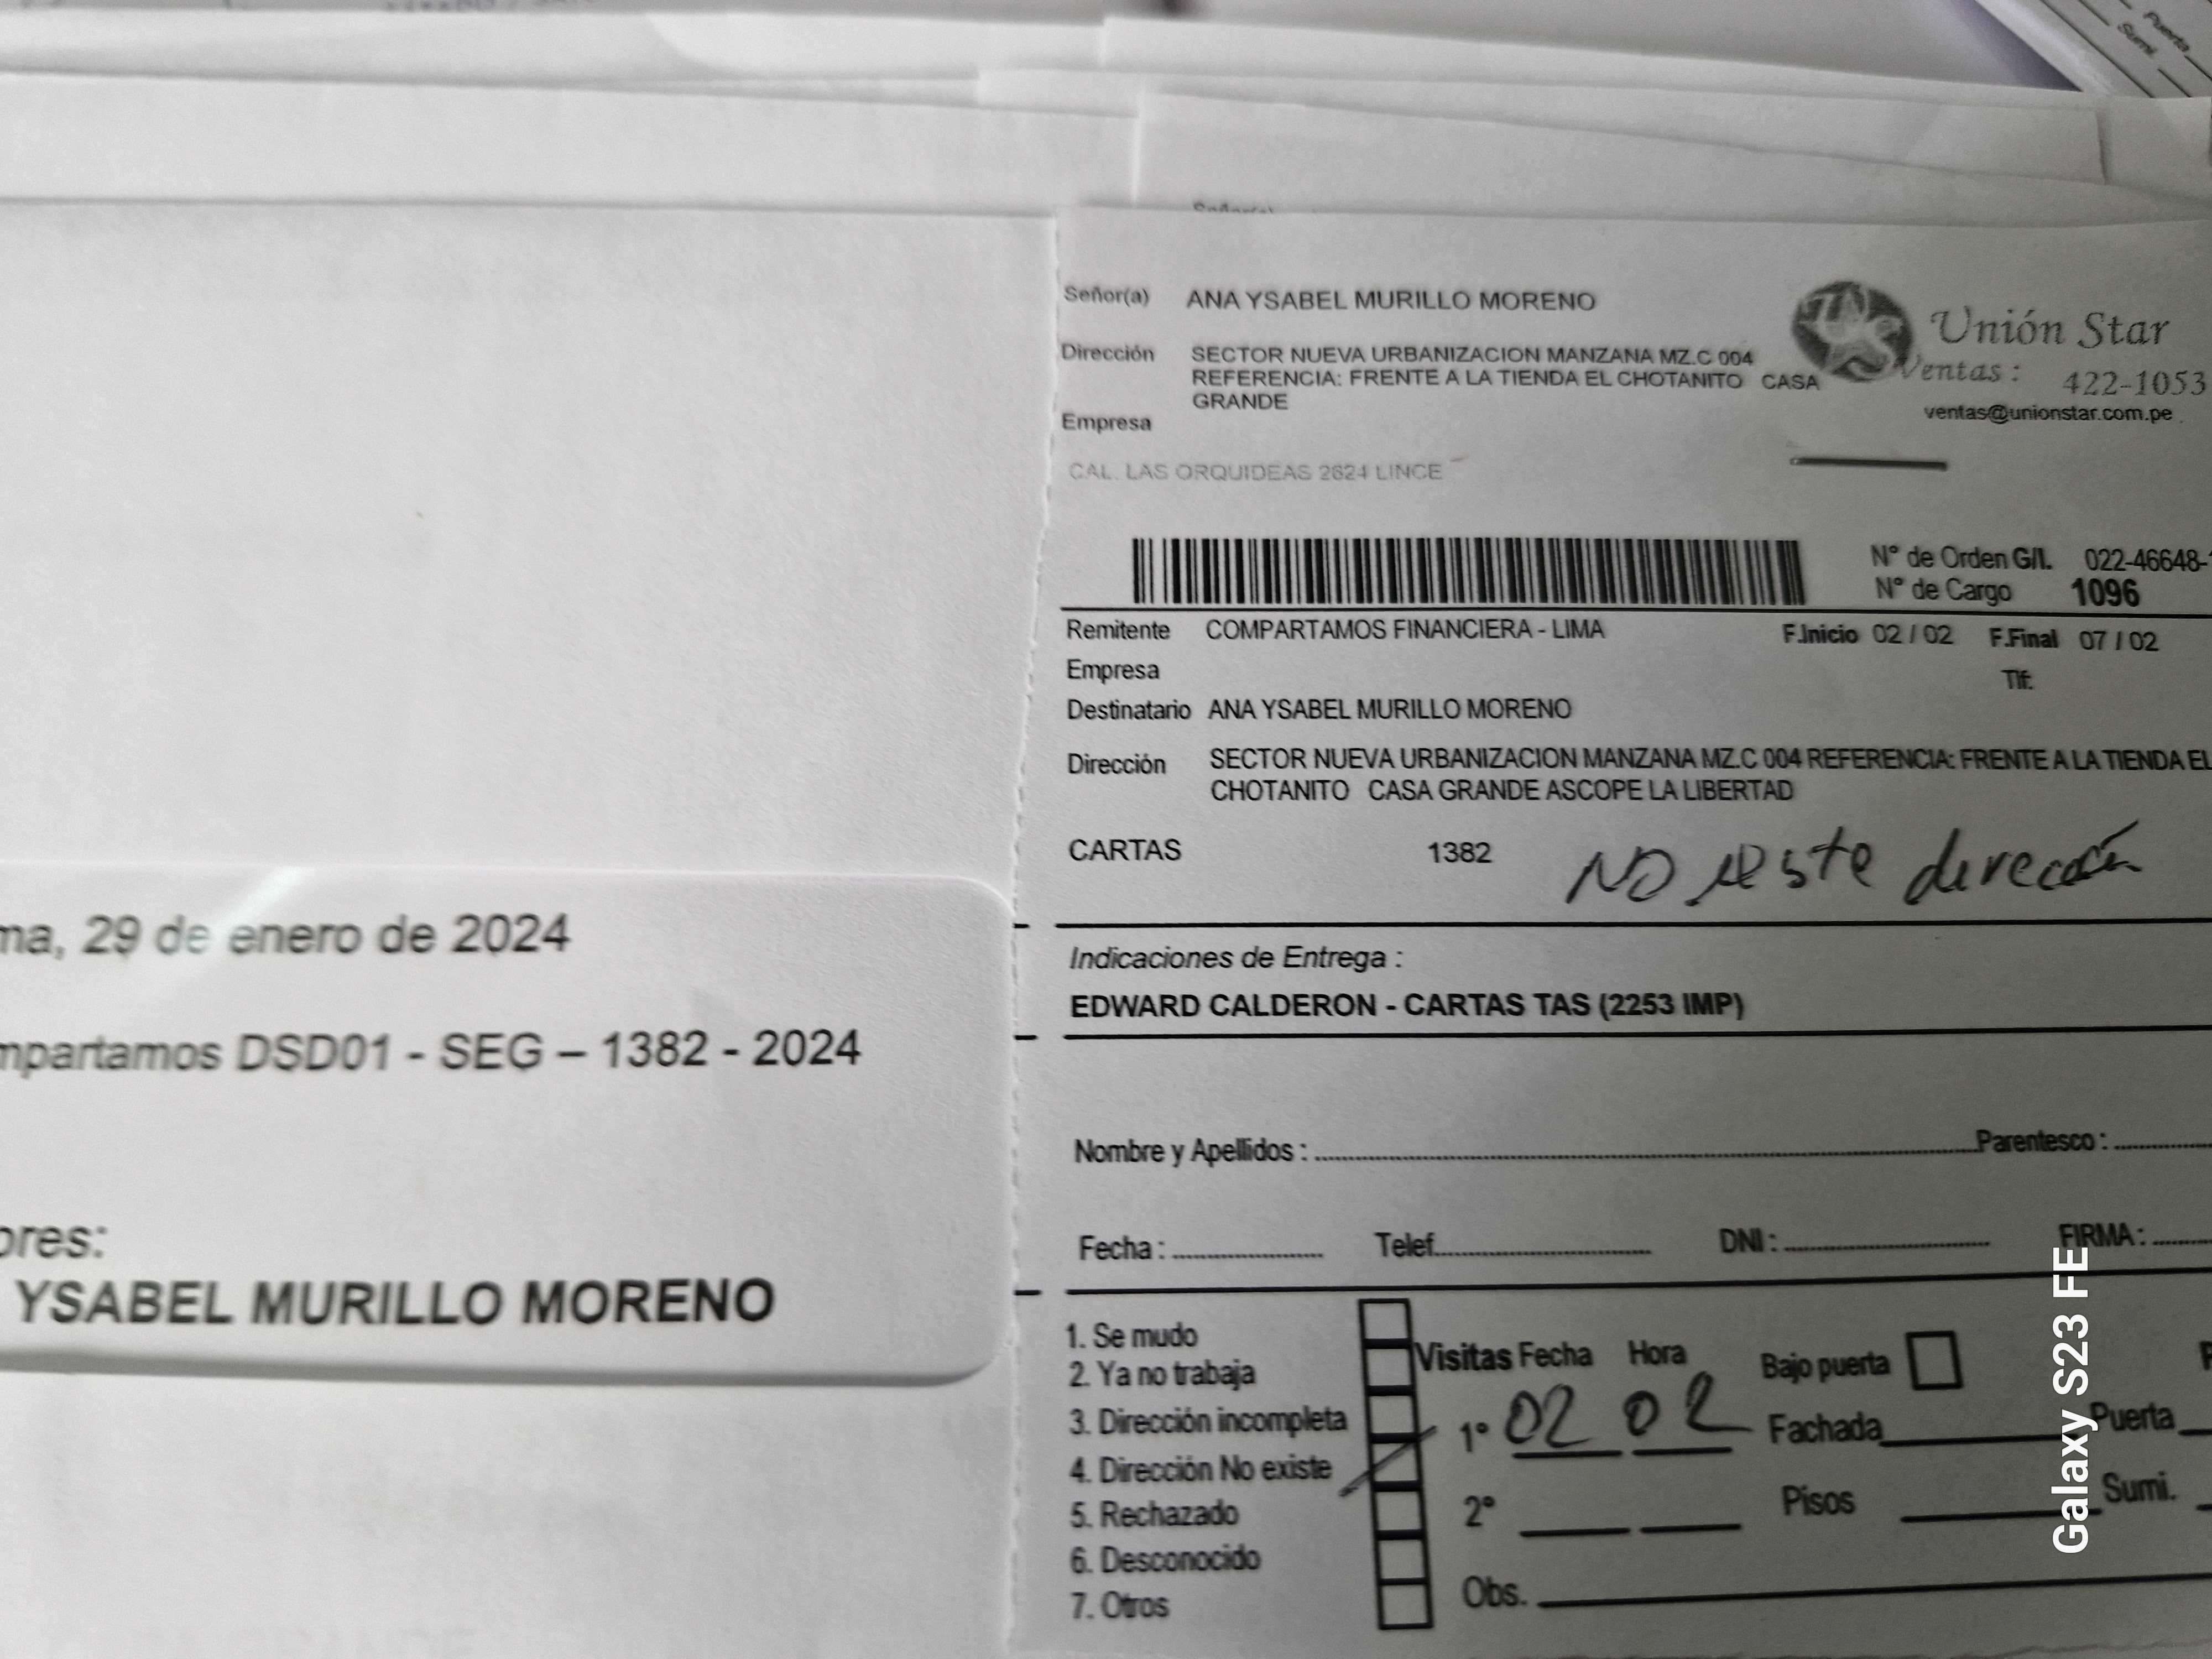 Puerta
Sumi.
Señor(a)
Señor(a) ANA YSABEL MURILLO MORENO
Dirección SECTOR NUEVA URBANIZACION MANZANA MZ.C 004
REFERENCIA: FRENTE A LA TIENDA EL CHOTANITO CASA
GRANDE
Empresa
CAL. LAS ORQUIDEAS 2624 LINCE
Unión Star
Ventas : 422-1053
ventas@unionstar.com.pe
N° de Orden G/I. 022-46648-
N° de Cargo 1096
Remitente COMPARTAMOS FINANCIERA - LIMA F.Inicio 02 / 02 F.Final 07 / 02
Empresa Tlf:
Destinatario ANA YSABEL MURILLO MORENO
Dirección SECTOR NUEVA URBANIZACION MANZANA MZ.C 004 REFERENCIA: FRENTE A LA TIENDA EL
CHOTANITO CASA GRANDE ASCOPE LA LIBERTAD
CARTAS 1382 NO
Indicaciones de Entrega :
EDWARD CALDERON - CARTAS TAS (2253 IMP)
Nombre y Apellidos : Parentesco :
Fecha : Telef. DNI : FIRMA :
1. Se mudo
2. Ya no trabaja
3. Dirección incompleta
4. Dirección No existe
5. Rechazado
6. Desconocido
7. Otros
Visitas Fecha Hora Bajo puerta
1° 02 02 Fachada Puerta
2° Pisos Sumi.
Obs.
ma, 29 de enero de 2024
mpartamos DSD01 - SEG – 1382 - 2024
ores:
YSABEL MURILLO MORENO
Galaxy S23 FE